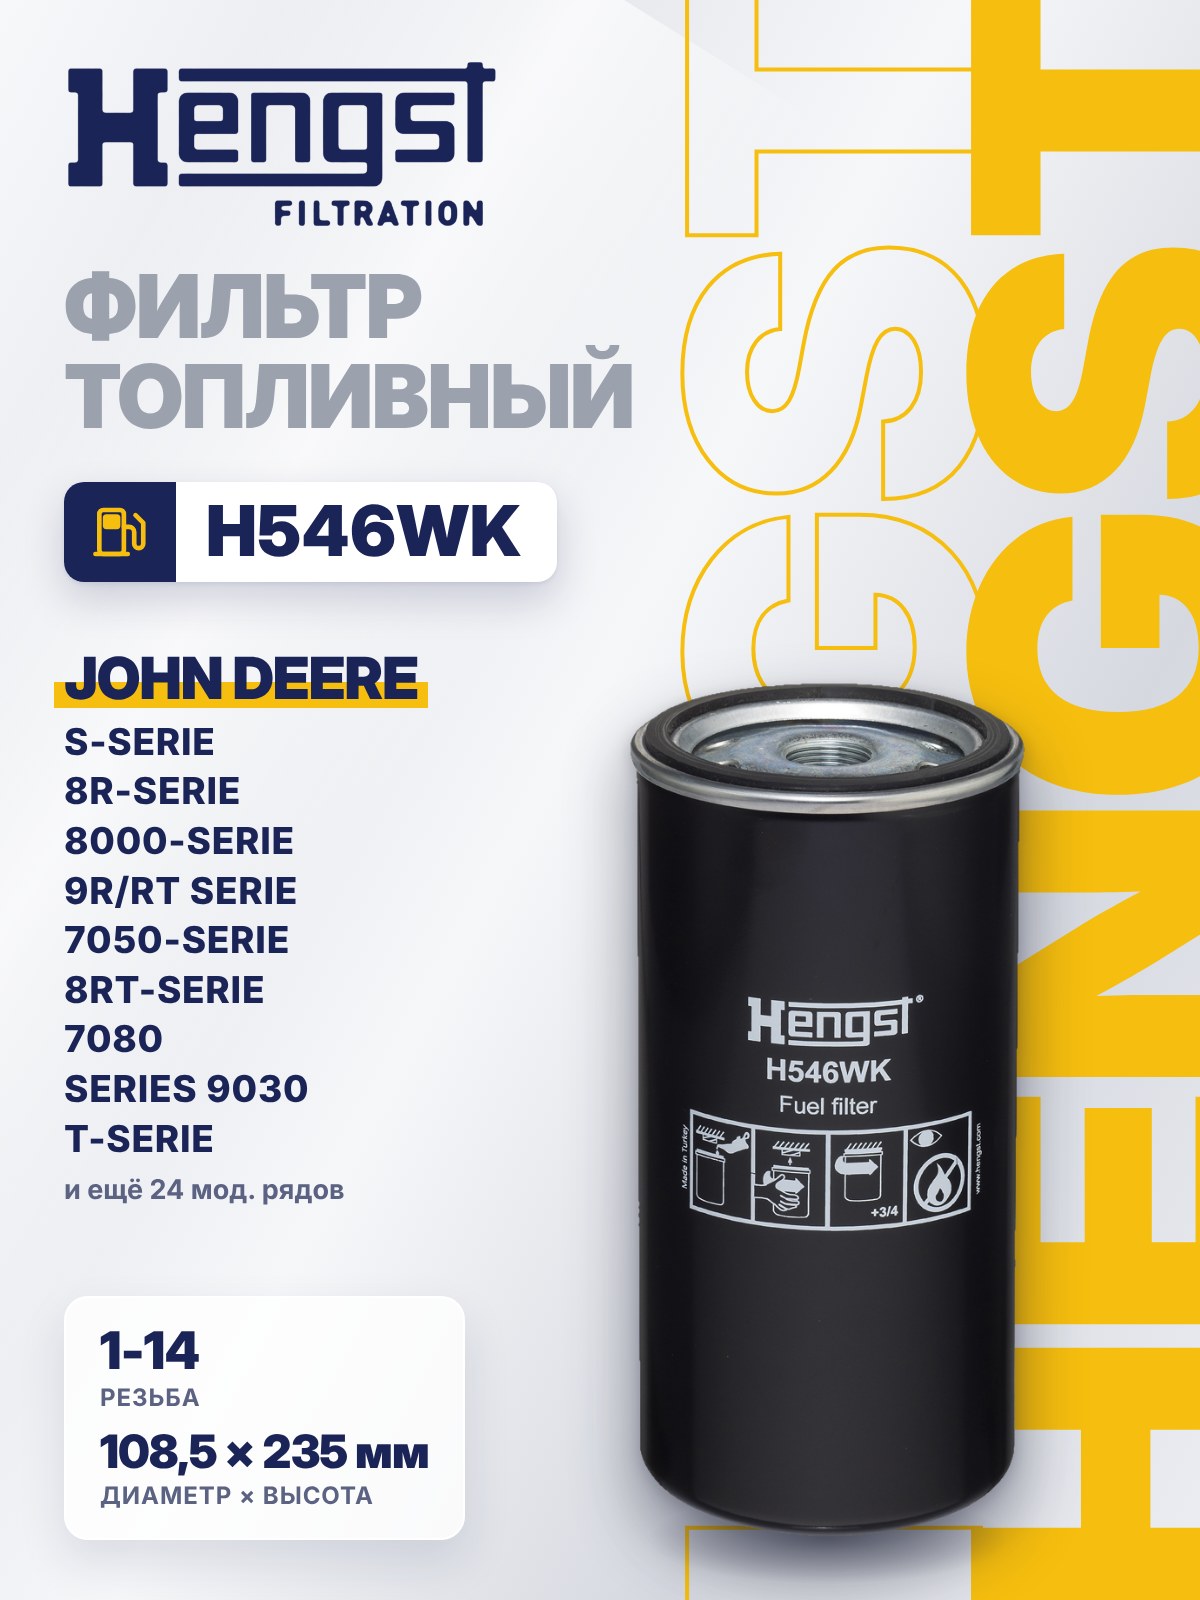 Hengst
FILTRATION
ФИЛЬТР
ТОПЛИВНЫЙ
H546WK
JOHN DEERE
S-SERIE
8R-SERIE
8000-SERIE
9R/RT SERIE
7050-SERIE
8RT-SERIE
7080
SERIES 9030
T-SERIE
и ещё 24 мод. рядов
1-14
РЕЗЬБА
108,5 × 235 мм
ДИАМЕТР × ВЫСОТА
HENGST
Hengst®
H546WK
Fuel filter
Made in Turkey
+3/4
www.hengst.com